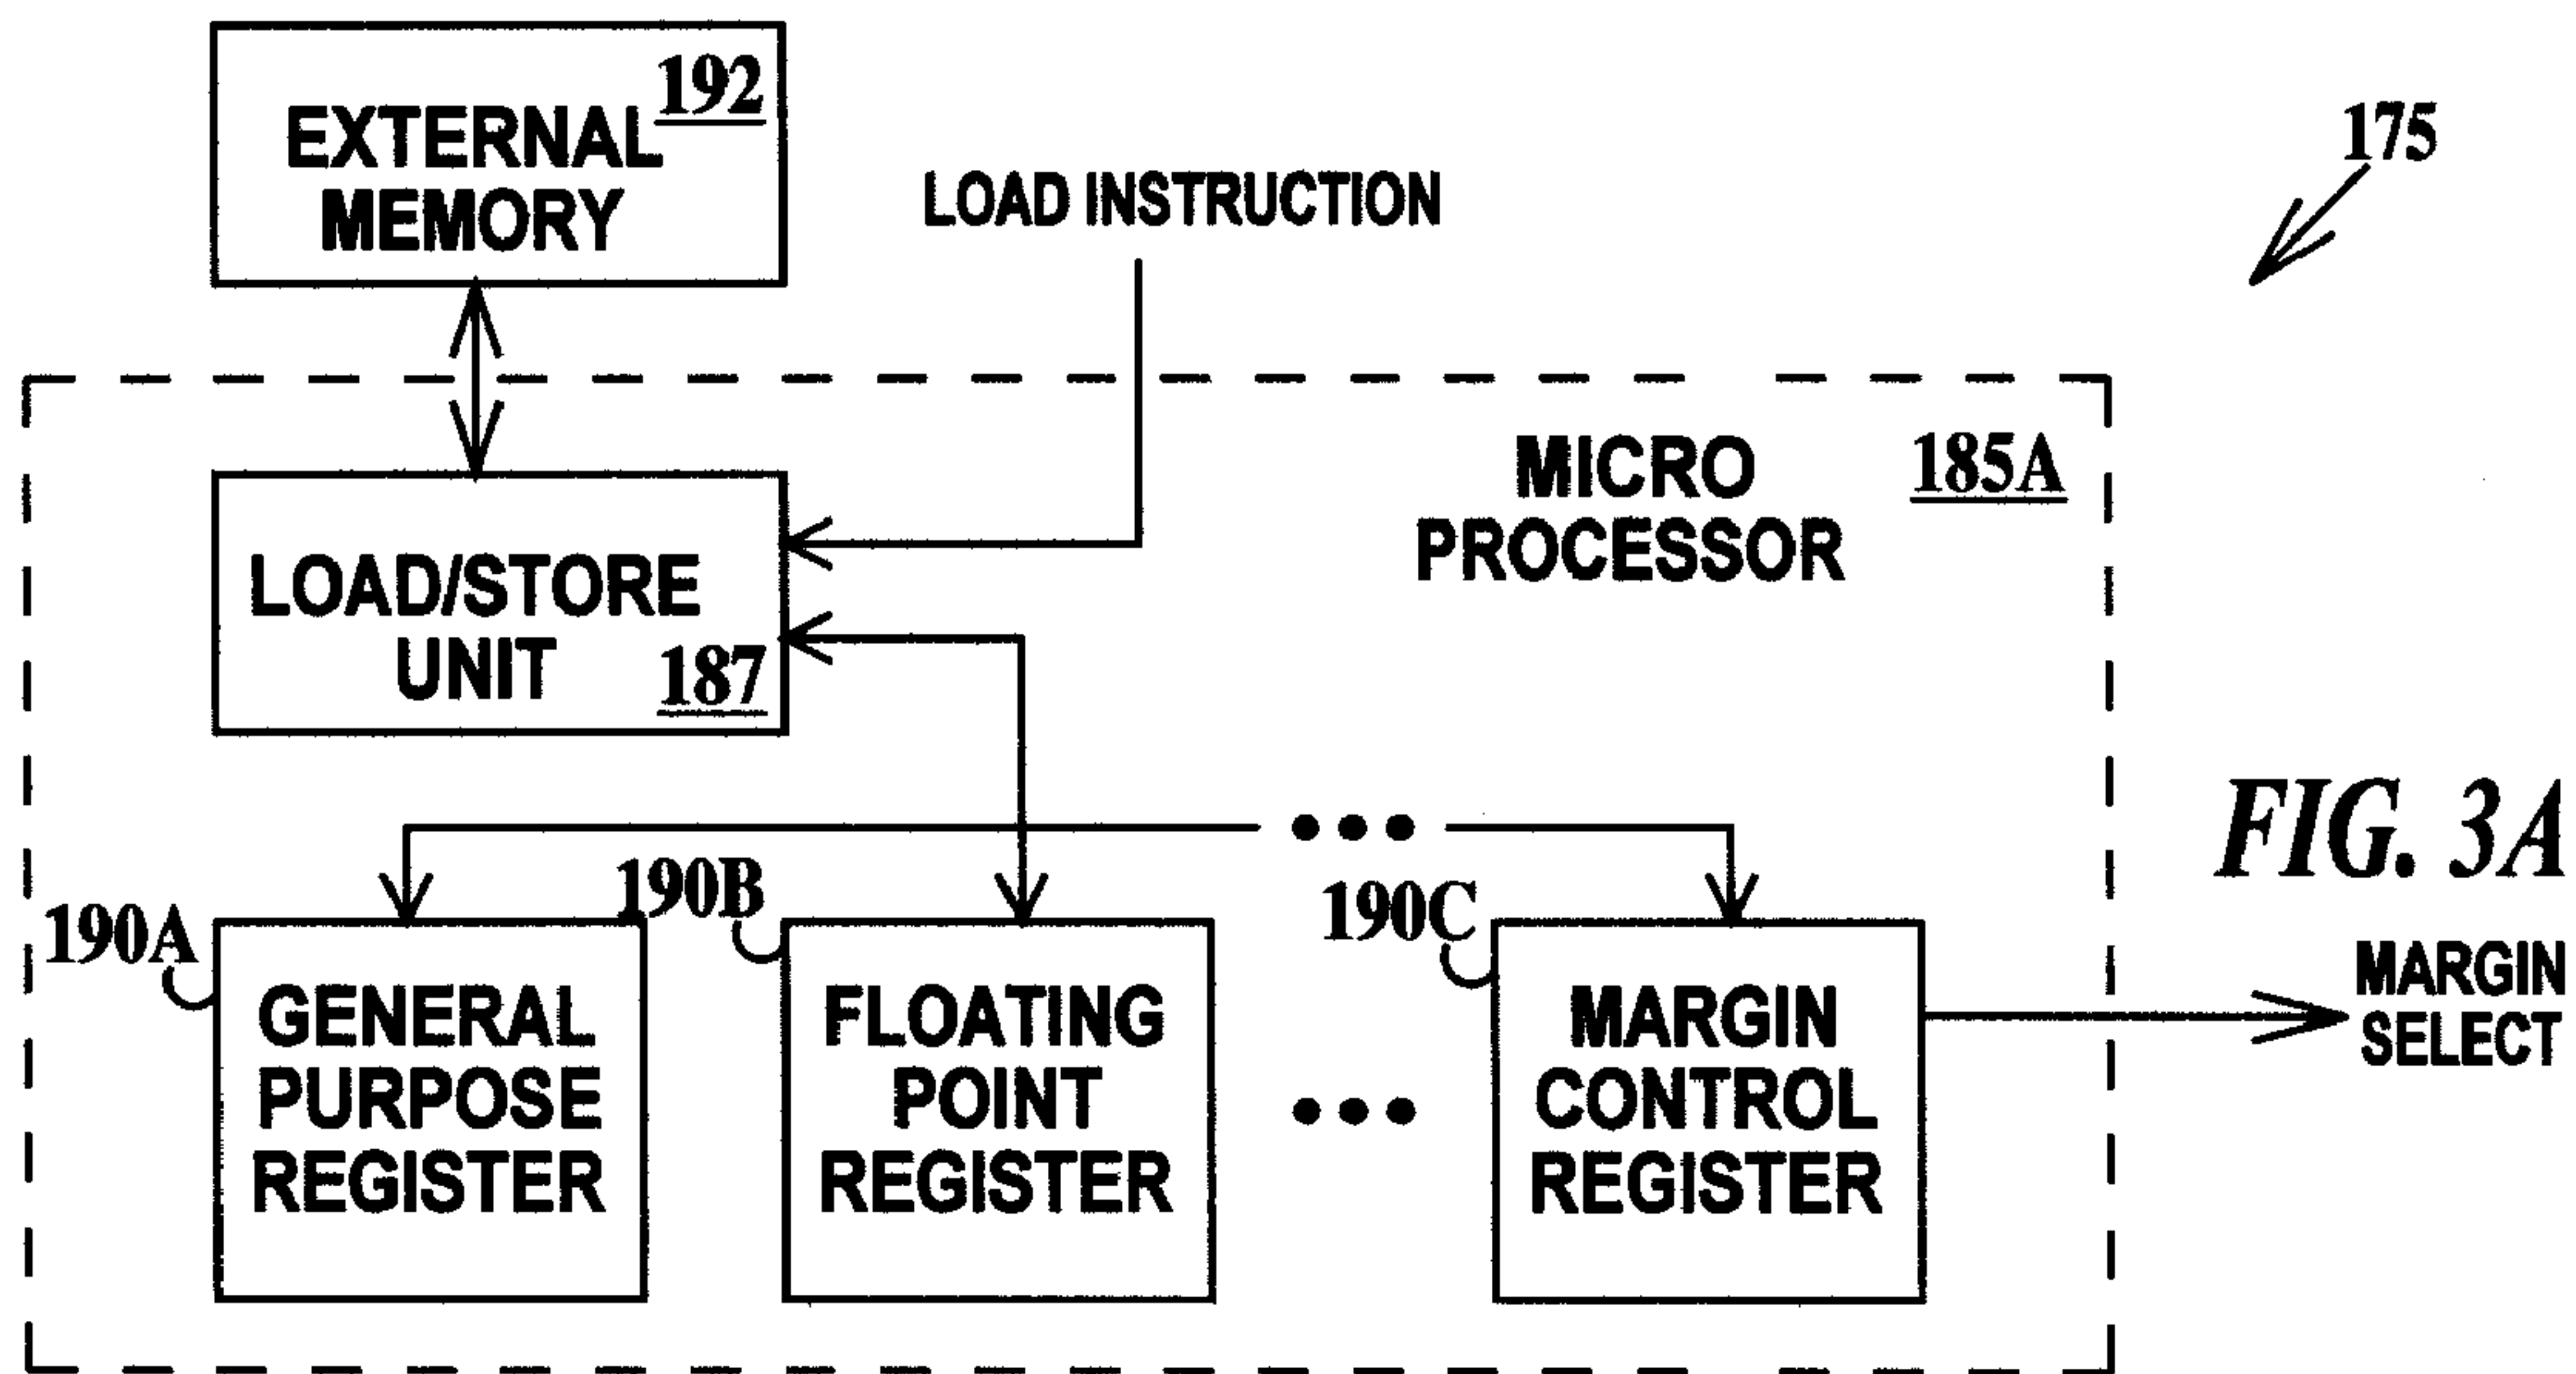 192
EXTERNAL
MEMORY
LOAD INSTRUCTION
175
MICRO
PROCESSOR
185A
LOAD/STORE
UNIT
187
FIG. 3A
190A
190B
190C
GENERAL
PURPOSE
REGISTER
FLOATING
POINT
REGISTER
MARGIN
CONTROL
REGISTER
MARGIN
SELECT